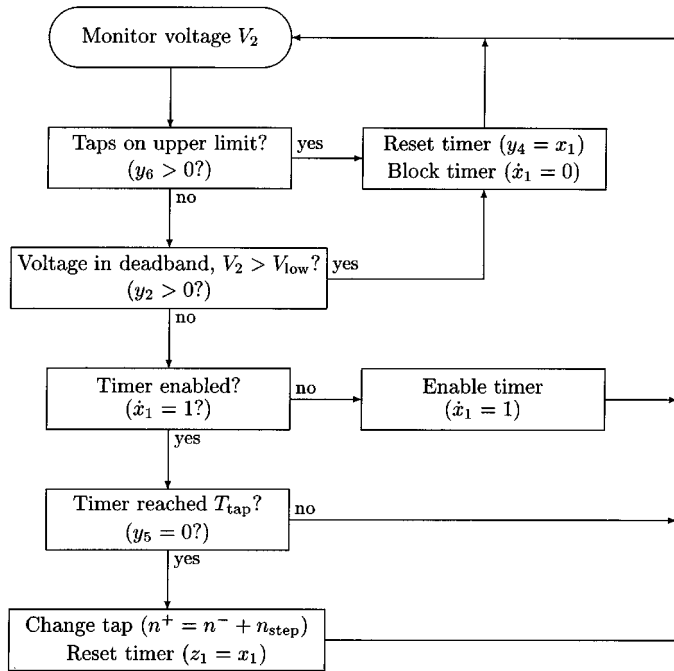 Monitor voltage V₂
Taps on upper limit?
(y₆ > 0?)
yes
Reset timer (y₄ = x₁)
Block timer (ẋ₁ = 0)
no
Voltage in deadband, V₂ > V_low?
(y₂ > 0?)
yes
no
Timer enabled?
(ẋ₁ = 1?)
no
Enable timer
(ẋ₁ = 1)
yes
Timer reached T_tap?
(y₅ = 0?)
no
yes
Change tap (n⁺ = n⁻ + n_step)
Reset timer (z₁ = x₁)